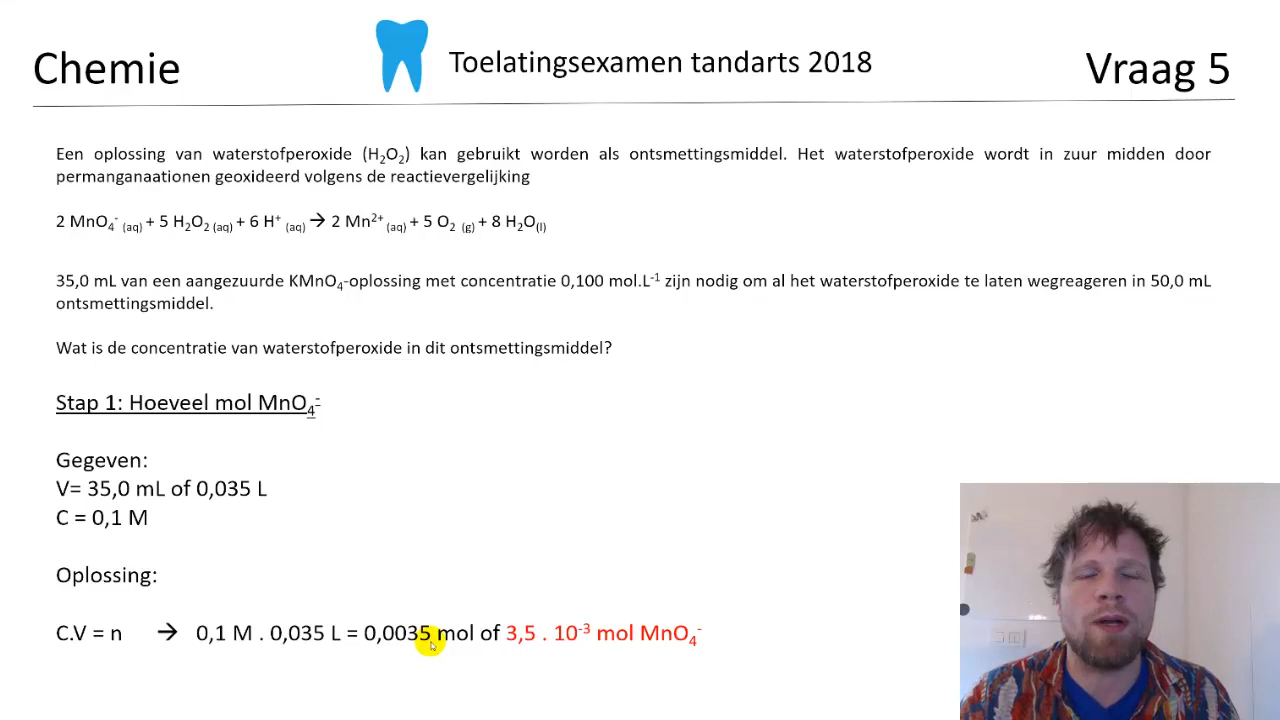 Chemie
Toelatingsexamen tandarts 2018
Vraag 5
Een oplossing van waterstofperoxide (H₂O₂) kan gebruikt worden als ontsmettingsmiddel. Het waterstofperoxide wordt in zuur midden door
permanganaationen geoxideerd volgens de reactievergelijking
2 MnO₄⁻ (aq) + 5 H₂O₂ (aq) + 6 H⁺ (aq) → 2 Mn²⁺ (aq) + 5 O₂ (g) + 8 H₂O(l)
35,0 mL van een aangezuurde KMnO₄-oplossing met concentratie 0,100 mol.L⁻¹ zijn nodig om al het waterstofperoxide te laten wegreageren in 50,0 mL
ontsmettingsmiddel.
Wat is de concentratie van waterstofperoxide in dit ontsmettingsmiddel?
Stap 1: Hoeveel mol MnO₄⁻
Gegeven:
V= 35,0 mL of 0,035 L
C = 0,1 M
Oplossing:
C.V = n → 0,1 M . 0,035 L = 0,0035 mol of 3,5 . 10⁻³ mol MnO₄⁻